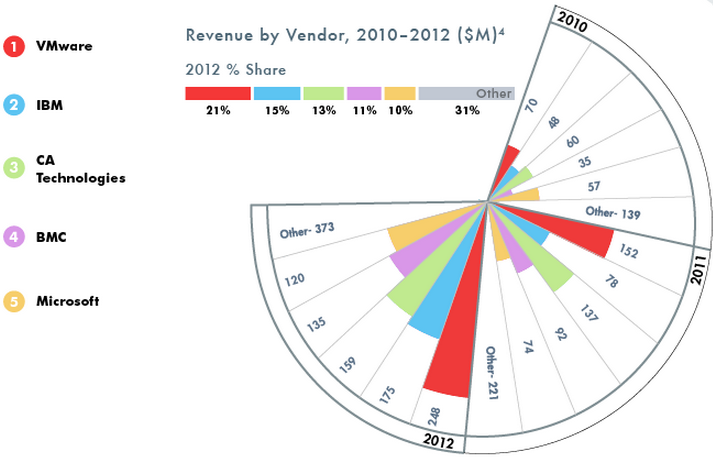 Revenue by Vendor, 2010–2012 ($M)4
2012 % Share
Other
21%
15%
13%
11%
10%
31%
1 VMware
2 IBM
3 CA
Technologies
4 BMC
5 Microsoft
2010
70
48
60
35
57
Other- 139
2011
152
78
137
92
74
Other- 221
2012
248
175
159
135
120
Other- 373